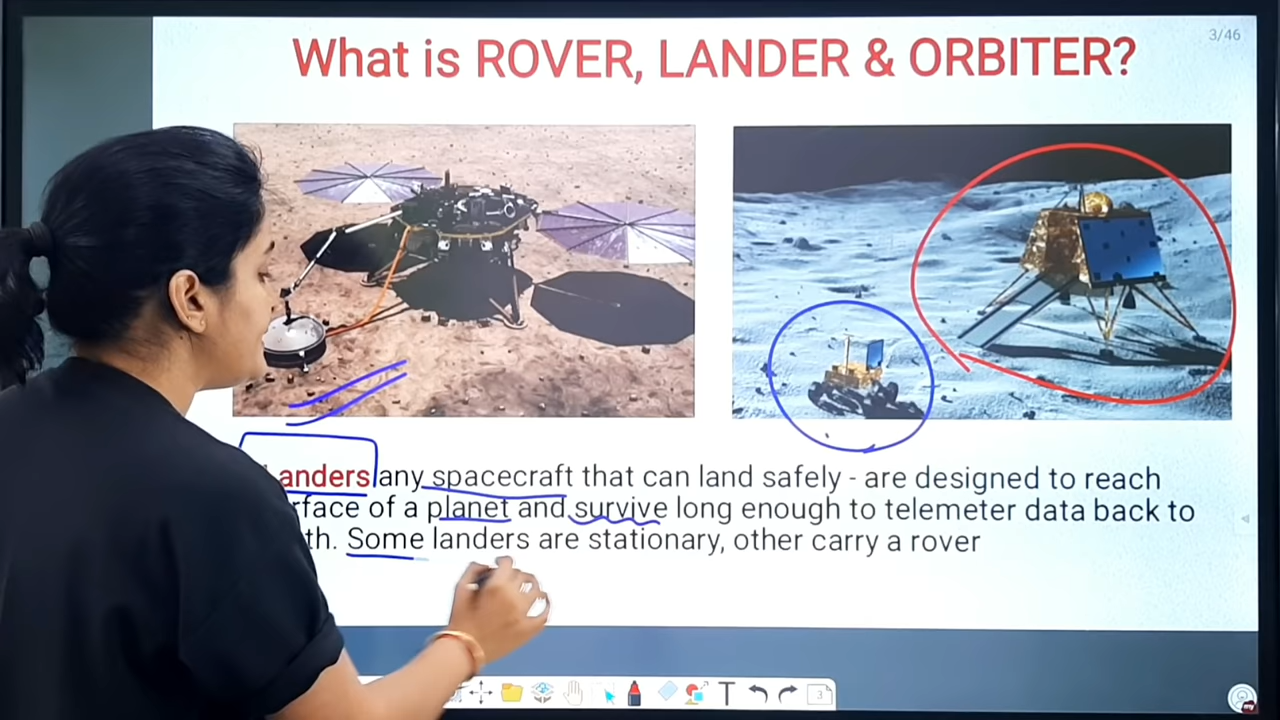 3/46
What is ROVER, LANDER & ORBITER?
anders any spacecraft that can land safely - are designed to reach
rface of a planet and survive long enough to telemeter data back to
th. Some landers are stationary, other carry a rover
T
3